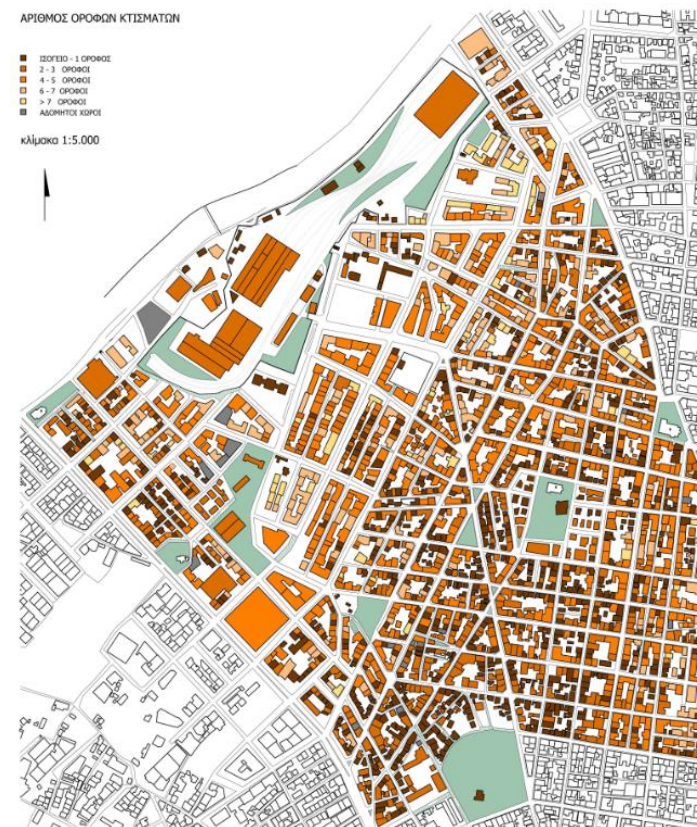 ΑΡΙΘΜΟΣ ΟΡΟΦΩΝ ΚΤΙΣΜΑΤΩΝ
ΙΣΟΓΕΙΟ - 1 ΟΡΟΦΟΣ
2 - 3 ΟΡΟΦΟΙ
4 - 5 ΟΡΟΦΟΙ
6 - 7 ΟΡΟΦΟΙ
> 7 ΟΡΟΦΟΙ
ΑΔΟΜΗΤΟΙ ΧΩΡΟΙ
κλίμακα 1:5.000